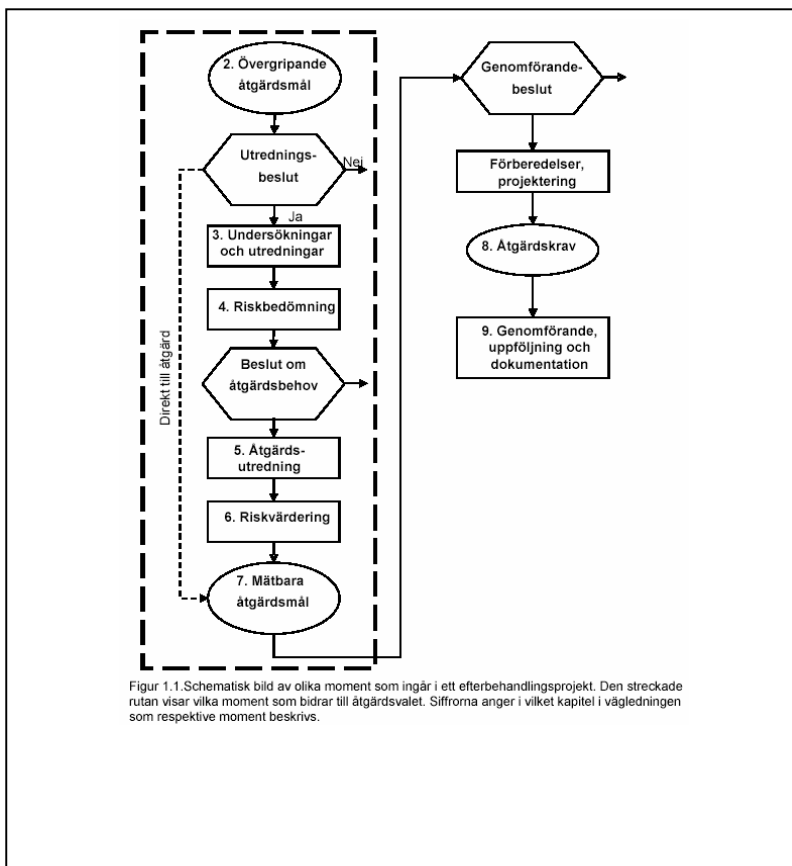 2. Övergripande
åtgärdsmål
Utrednings-
beslut
Nej
Ja
3. Undersökningar
och utredningar
4. Riskbedömning
Beslut om
åtgärdsbehov
Direkt till åtgärd
5. Åtgärds-
utredning
6. Riskvärdering
7. Mätbara
åtgärdsmål
Genomförande-
beslut
Förberedelser,
projektering
8. Åtgärdskrav
9. Genomförande,
uppföljning och
dokumentation
Figur 1.1.Schematisk bild av olika moment som ingår i ett efterbehandlingsprojekt. Den streckade
rutan visar vilka moment som bidrar till åtgärdsvalet. Siffrorna anger i vilket kapitel i vägledningen
som respektive moment beskrivs.